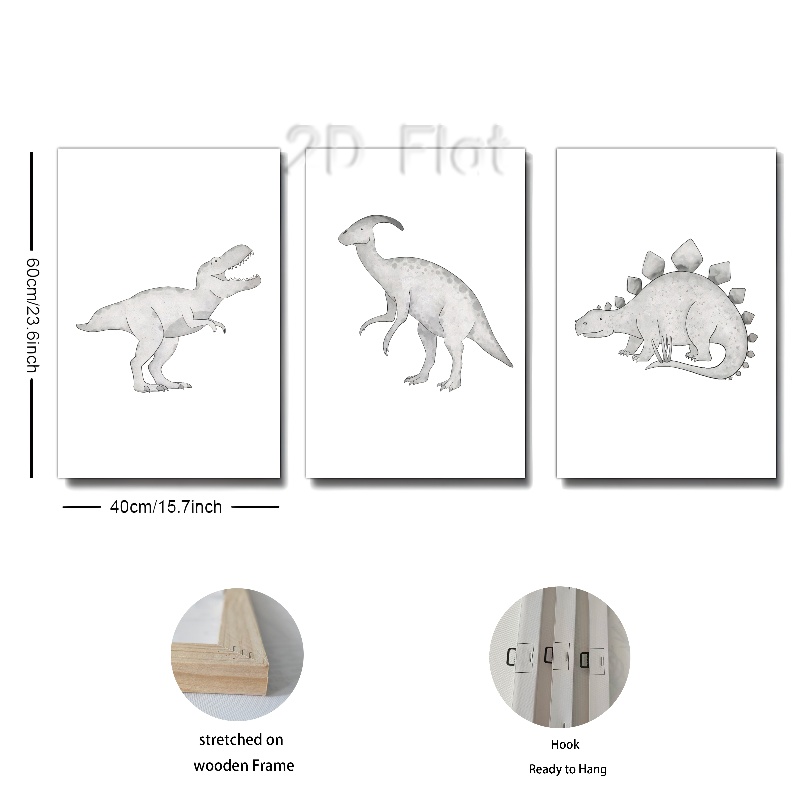 2D Flat
60cm/23.6inch
40cm/15.7inch
stretched on
wooden Frame
Hook
Ready to Hang